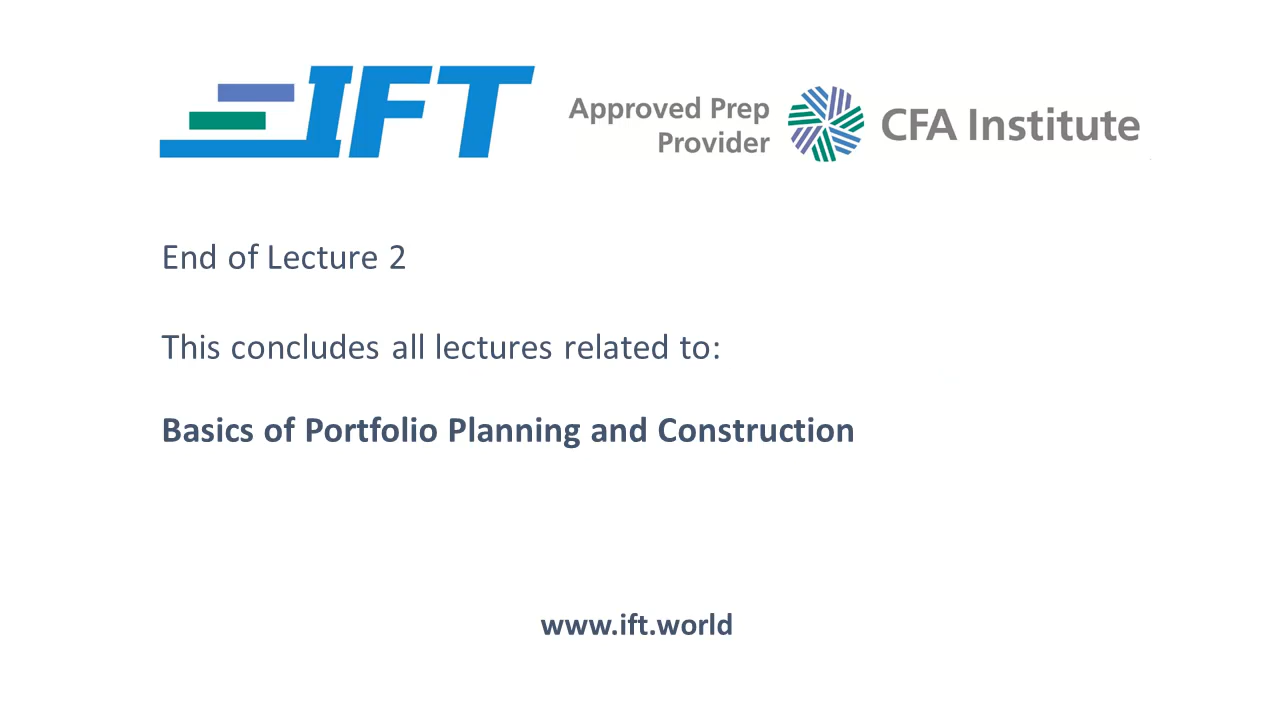 IFT
Approved Prep
Provider
CFA Institute
End of Lecture 2
This concludes all lectures related to:
Basics of Portfolio Planning and Construction
www.ift.world